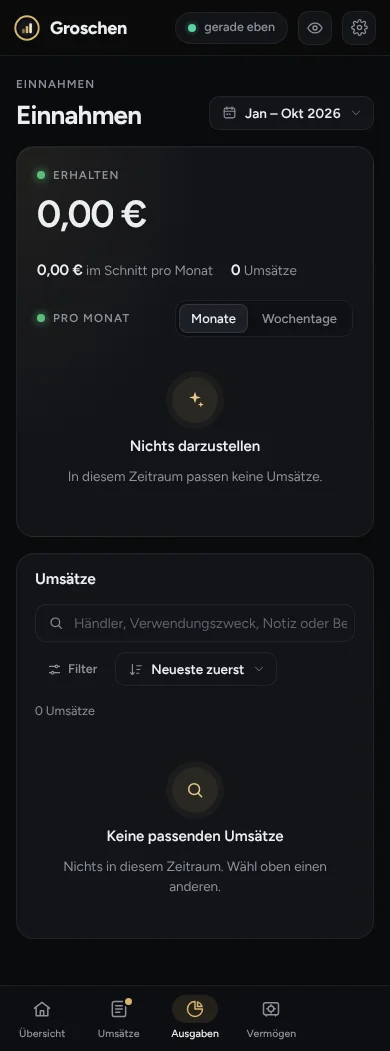 Groschen
gerade eben
EINNAHMEN
Einnahmen
Jan – Okt 2026
ERHALTEN
0,00 €
0,00 € im Schnitt pro Monat 0 Umsätze
PRO MONAT
Monate
Wochentage
Nichts darzustellen
In diesem Zeitraum passen keine Umsätze.
Umsätze
Händler, Verwendungszweck, Notiz oder Be
Filter
Neueste zuerst
0 Umsätze
Keine passenden Umsätze
Nichts in diesem Zeitraum. Wähl oben einen
anderen.
Übersicht
Umsätze
Ausgaben
Vermögen